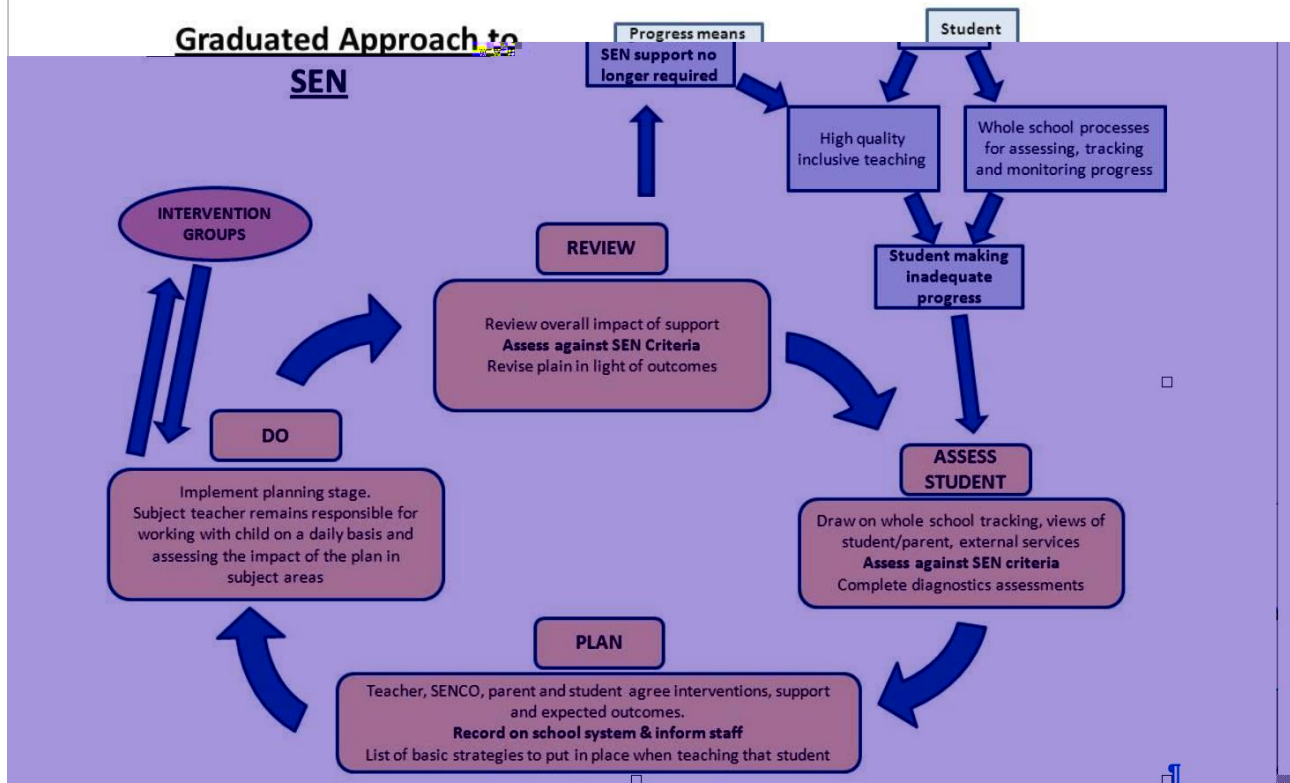 Graduated Approach to
SEN
Progress means
SEN support no
longer required
Student
High quality
inclusive teaching
Whole school processes
for assessing, tracking
and monitoring progress
Student making
inadequate
progress
INTERVENTION
GROUPS
REVIEW
Review overall impact of support
Assess against SEN Criteria
Revise plain in light of outcomes
DO
Implement planning stage.
Subject teacher remains responsible for
working with child on a daily basis and
assessing the impact of the plan in
subject areas
ASSESS
STUDENT
Draw on whole school tracking, views of
student/parent, external services
Assess against SEN criteria
Complete diagnostics assessments
PLAN
Teacher, SENCO, parent and student agree interventions, support
and expected outcomes.
Record on school system & inform staff
List of basic strategies to put in place when teaching that student
¶